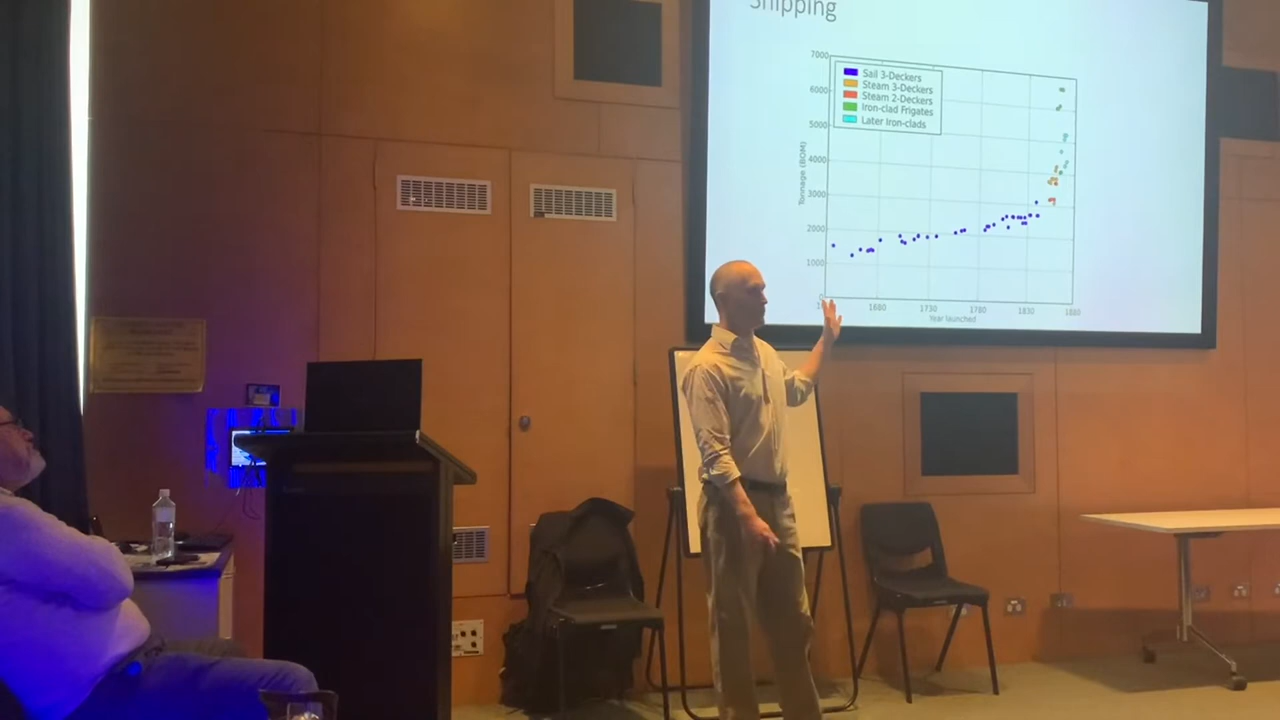 Shipping
7000
6000
5000
4000
3000
2000
1000
Tonnage (BOM)
Sail 3-Deckers
Steam 3-Deckers
Steam 2-Deckers
Iron-clad Frigates
Later Iron-clads
1680
1730
1780
1830
1880
Year launched